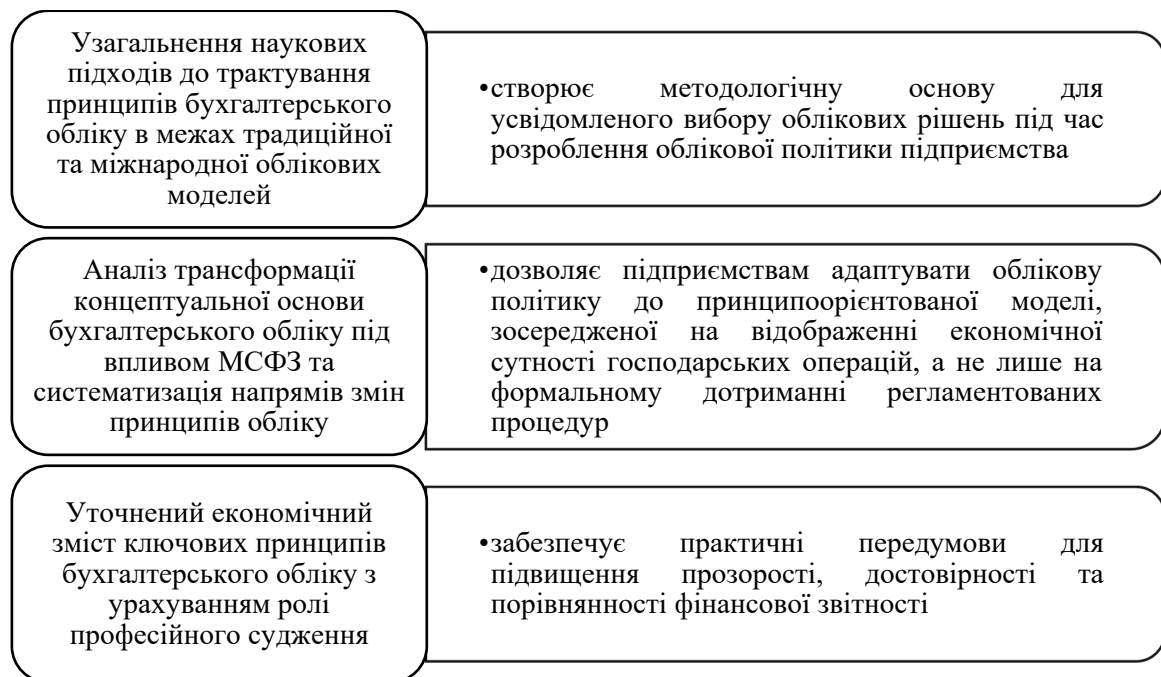 Узагальнення наукових
підходів до трактування
принципів бухгалтерського
обліку в межах традиційної
та міжнародної облікових
моделей
•створює методологічну основу для
усвідомленого вибору облікових рішень під час
розроблення облікової політики підприємства
Аналіз трансформації
концептуальної основи
бухгалтерського обліку під
впливом МСФЗ та
систематизація напрямів змін
принципів обліку
•дозволяє підприємствам адаптувати облікову
політику до принципоорієнтованої моделі,
зосередженої на відображенні економічної
сутності господарських операцій, а не лише на
формальному дотриманні регламентованих
процедур
Уточнений економічний
зміст ключових принципів
бухгалтерського обліку з
урахуванням ролі
професійного судження
•забезпечує практичні передумови для
підвищення прозорості, достовірності та
порівнянності фінансової звітності